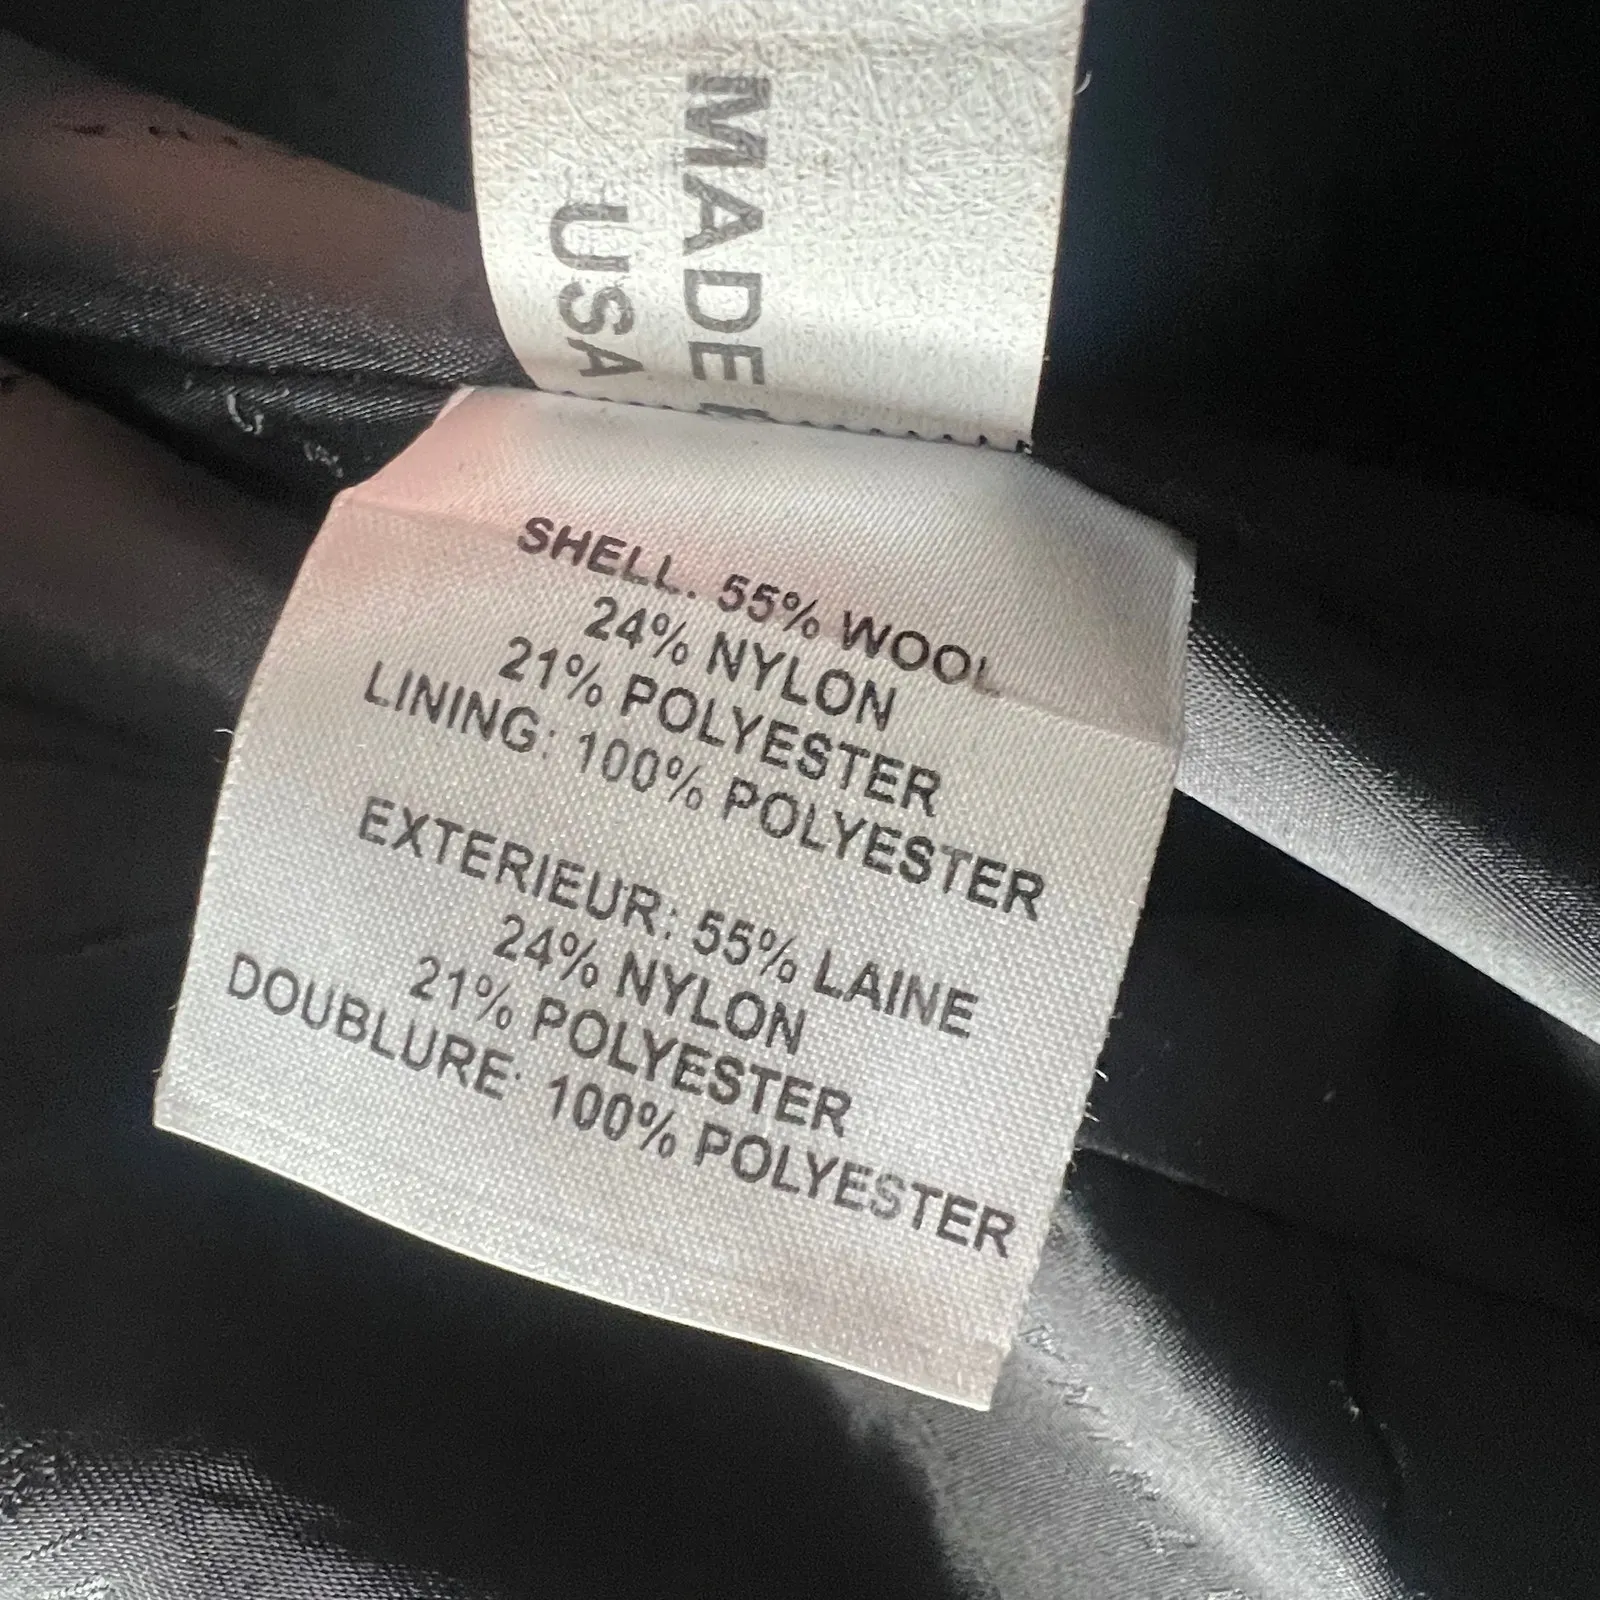 MADE
USA
SHELL. 55% WOOL
24% NYLON
21% POLYESTER
LINING: 100% POLYESTER
EXTERIEUR: 55% LAINE
24% NYLON
21% POLYESTER
DOUBLURE: 100% POLYESTER